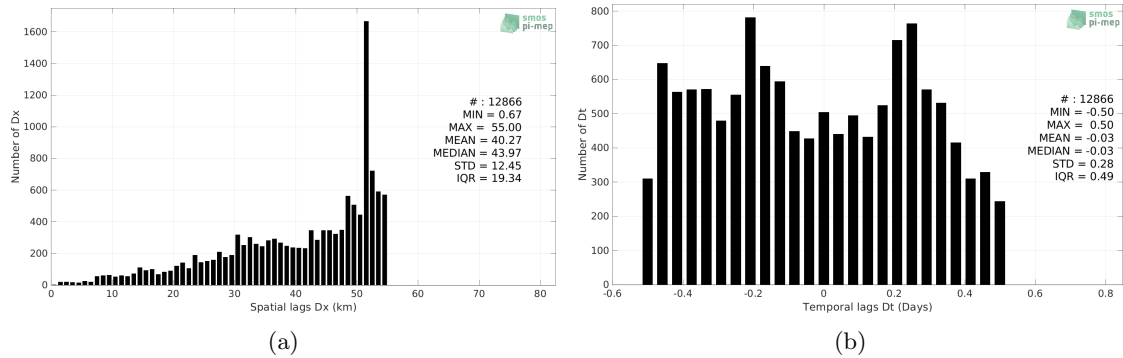 smos
pi-mep
1600
1400
1200
1000
800
600
400
200
0
Number of Dx
# : 12866
MIN = 0.67
MAX = 55.00
MEAN = 40.27
MEDIAN = 43.97
STD = 12.45
IQR = 19.34
0 10 20 30 40 50 60 70 80
Spatial lags Dx (km)
(a)
smos
pi-mep
800
700
600
500
400
300
200
100
0
Number of Dt
# : 12866
MIN = -0.50
MAX = 0.50
MEAN = -0.03
MEDIAN = -0.03
STD = 0.28
IQR = 0.49
-0.6 -0.4 -0.2 0 0.2 0.4 0.6 0.8
Temporal lags Dt (Days)
(b)